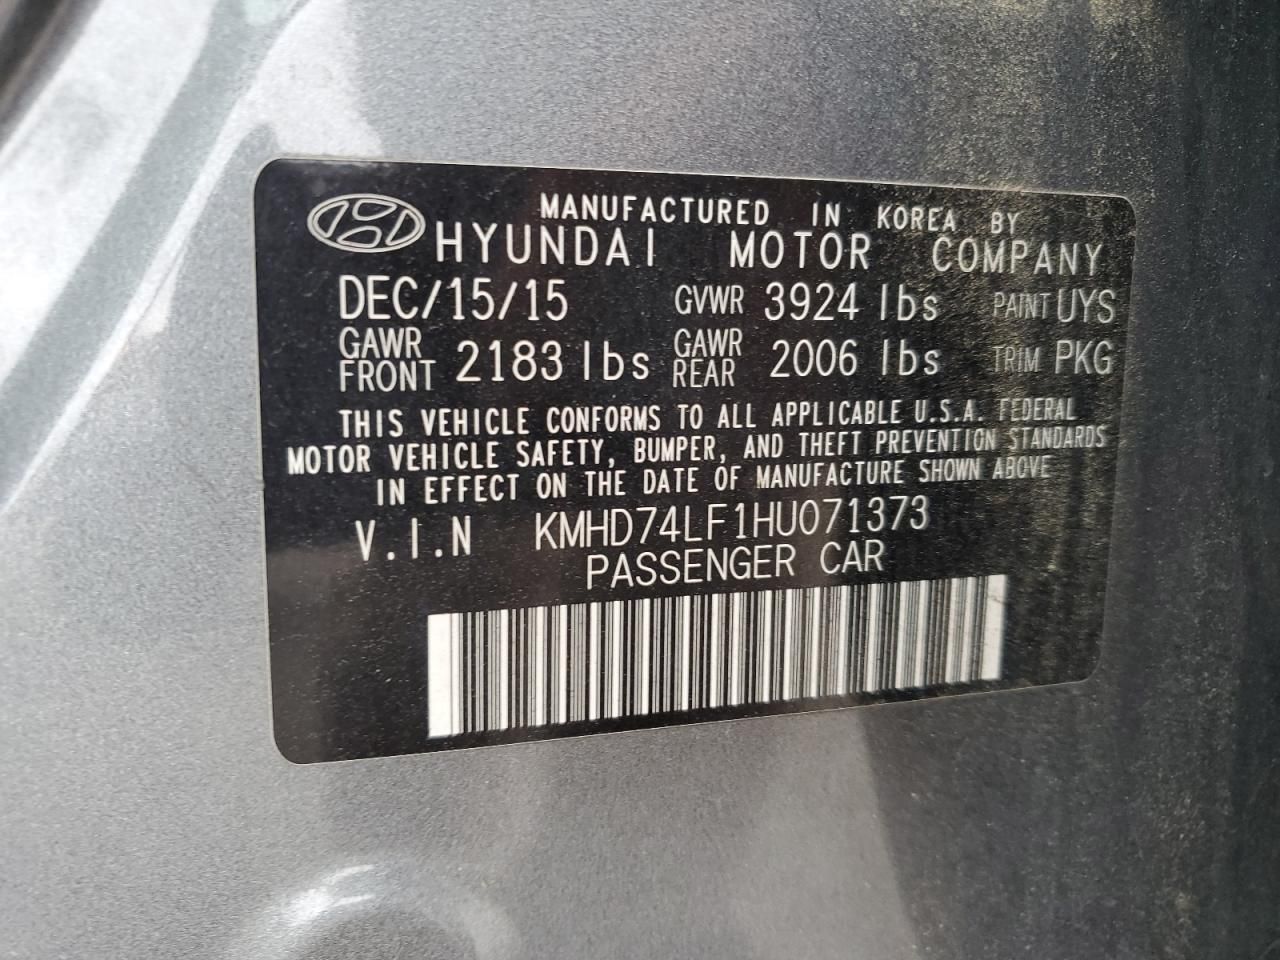 MANUFACTURED IN KOREA BY
HYUNDAI MOTOR COMPANY
DEC/15/15 GVWR 3924 lbs PAINT UYS
GAWR FRONT 2183 lbs GAWR REAR 2006 lbs TRIM PKG
THIS VEHICLE CONFORMS TO ALL APPLICABLE U.S.A. FEDERAL
MOTOR VEHICLE SAFETY, BUMPER, AND THEFT PREVENTION STANDARDS
IN EFFECT ON THE DATE OF MANUFACTURE SHOWN ABOVE
V.I.N KMHD74LF1HU071373
PASSENGER CAR